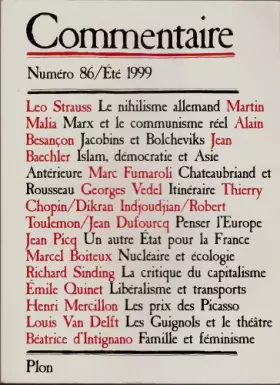 Commentaire
Numéro 86/Été 1999
Leo Strauss Le nihilisme allemand Martin
Malia Marx et le communisme réel Alain
Besançon Jacobins et Bolcheviks Jean
Baechler Islam, démocratie et Asie
Antérieure Marc Fumaroli Chateaubriand et
Rousseau Georges Vedel Itinéraire Thierry
Chopin/Dikran Indjoudjian/Robert
Toulemon/Jean Dufourcq Penser l'Europe
Jean Picq Un autre État pour la France
Marcel Boiteux Nucléaire et écologie
Richard Sinding La critique du capitalisme
Émile Quinet Libéralisme et transports
Henri Mercillon Les prix des Picasso
Louis Van Delft Les Guignols et le théâtre
Béatrice d'Intignano Famille et féminisme
Plon